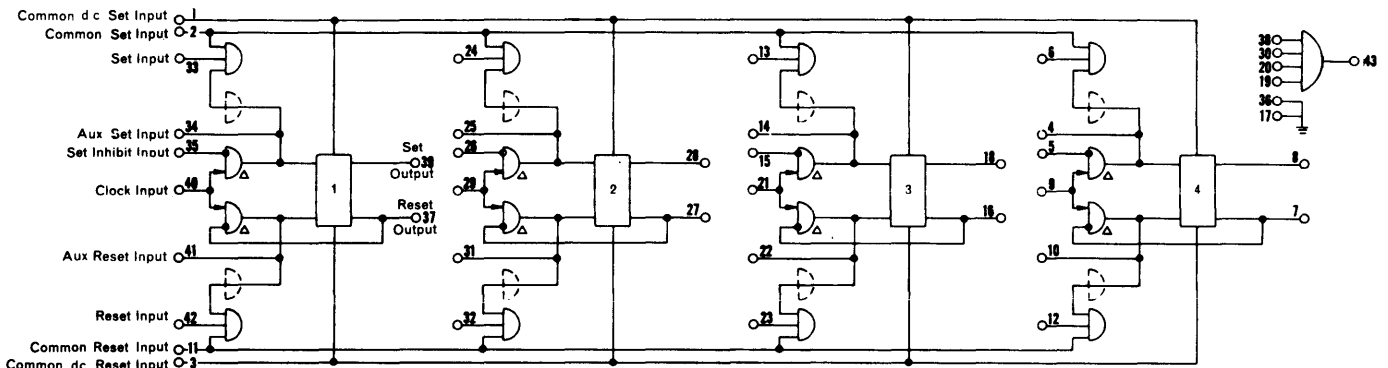 Common dc Set Input 1
Common Set Input 2
Set Input 33
24
13
6
38
30
20
19
43
36
17
Aux Set Input 34
25
14
4
Set Inhibit Input 35
26
15
5
Set Output 39
28
18
8
Clock Input 40
29
21
9
1
2
3
4
Reset Output 37
27
16
7
Aux Reset Input 41
31
22
10
Reset Input 42
32
23
12
Common Reset Input 11
Common dc Reset Input 3